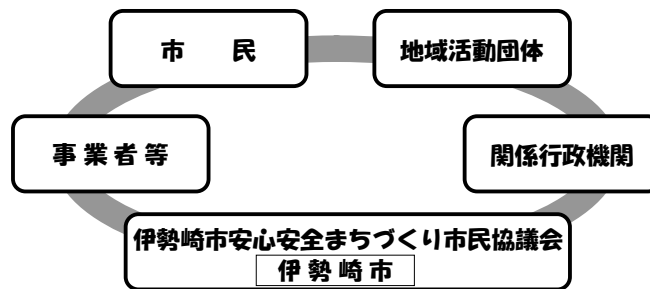 市　　民
地域活動団体
事業者等
関係行政機関
伊勢崎市安心安全まちづくり市民協議会
伊勢崎市